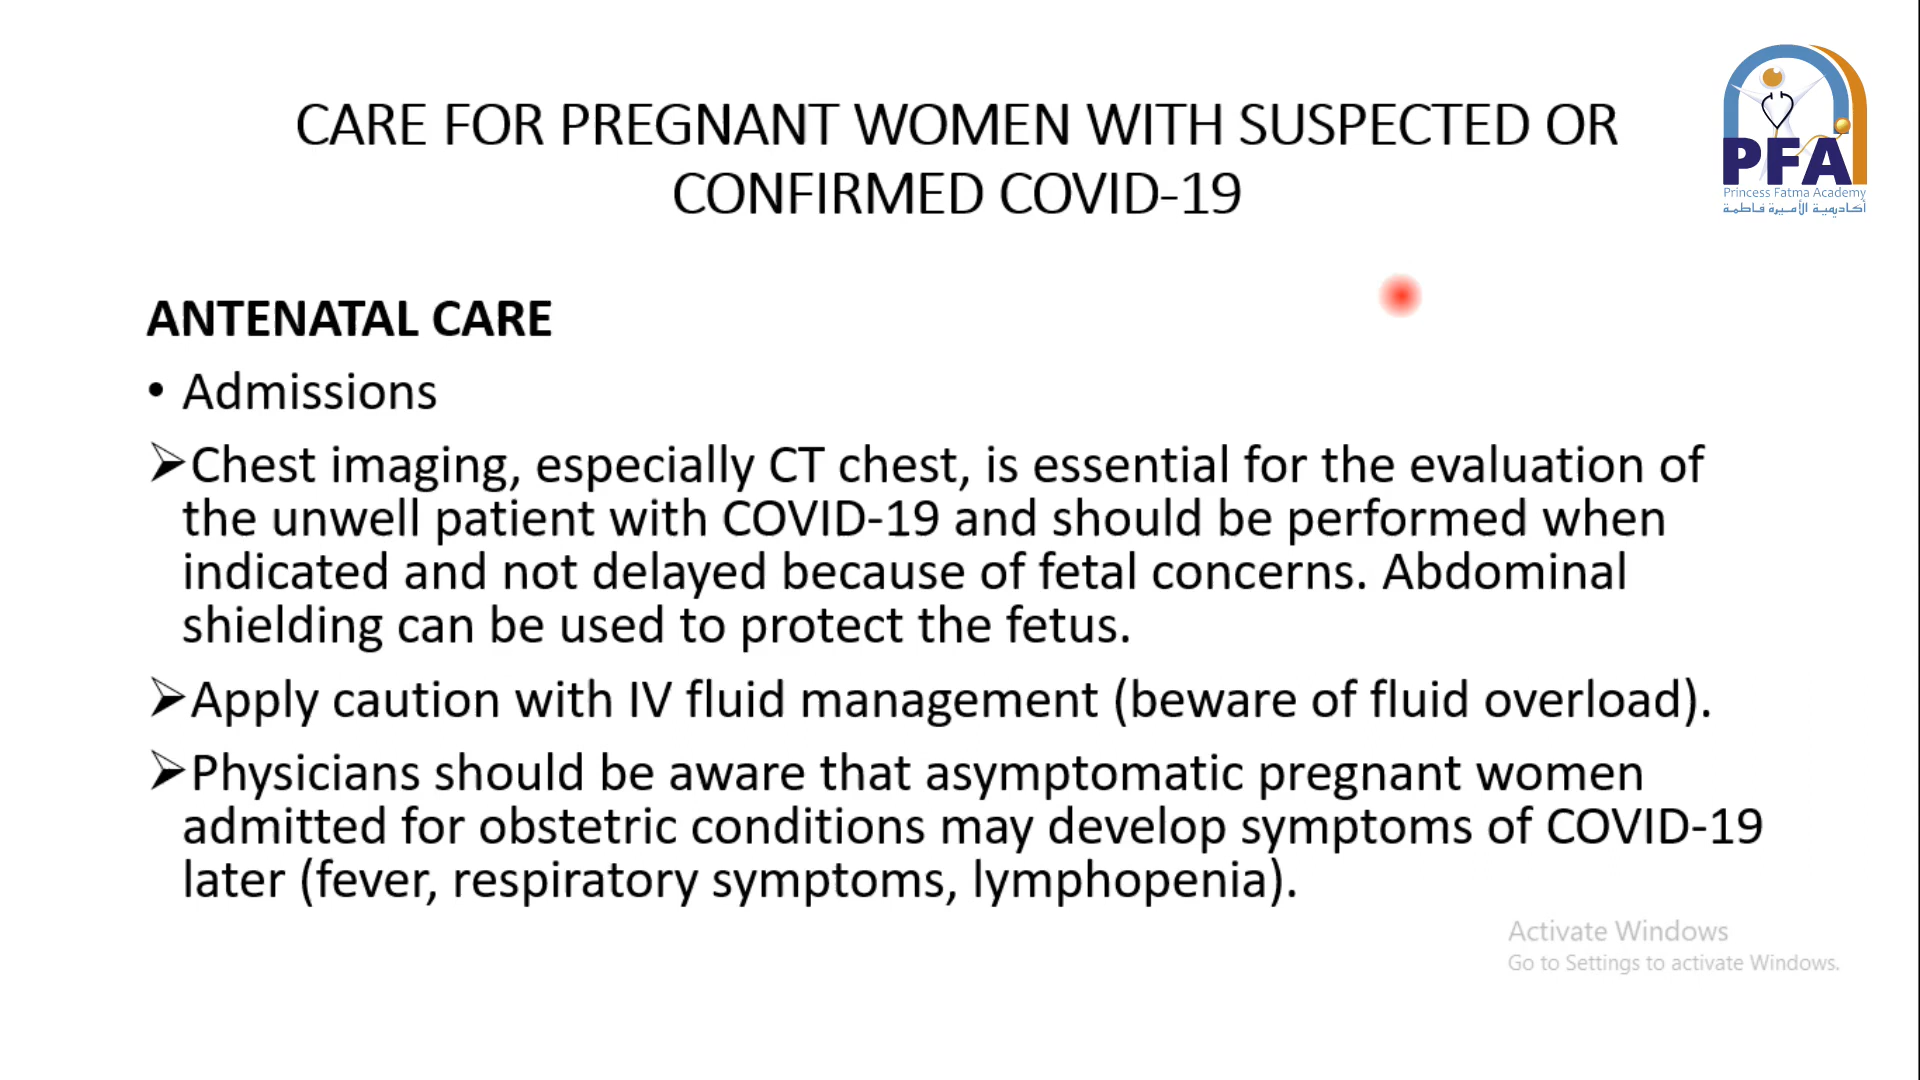 CARE FOR PREGNANT WOMEN WITH SUSPECTED OR
CONFIRMED COVID-19
PFA
Princess Fatma Academy
أكاديمية الأميرة فاطمة
ANTENATAL CARE
• Admissions
➢Chest imaging, especially CT chest, is essential for the evaluation of
the unwell patient with COVID-19 and should be performed when
indicated and not delayed because of fetal concerns. Abdominal
shielding can be used to protect the fetus.
➢Apply caution with IV fluid management (beware of fluid overload).
➢Physicians should be aware that asymptomatic pregnant women
admitted for obstetric conditions may develop symptoms of COVID-19
later (fever, respiratory symptoms, lymphopenia).
Activate Windows
Go to Settings to activate Windows.